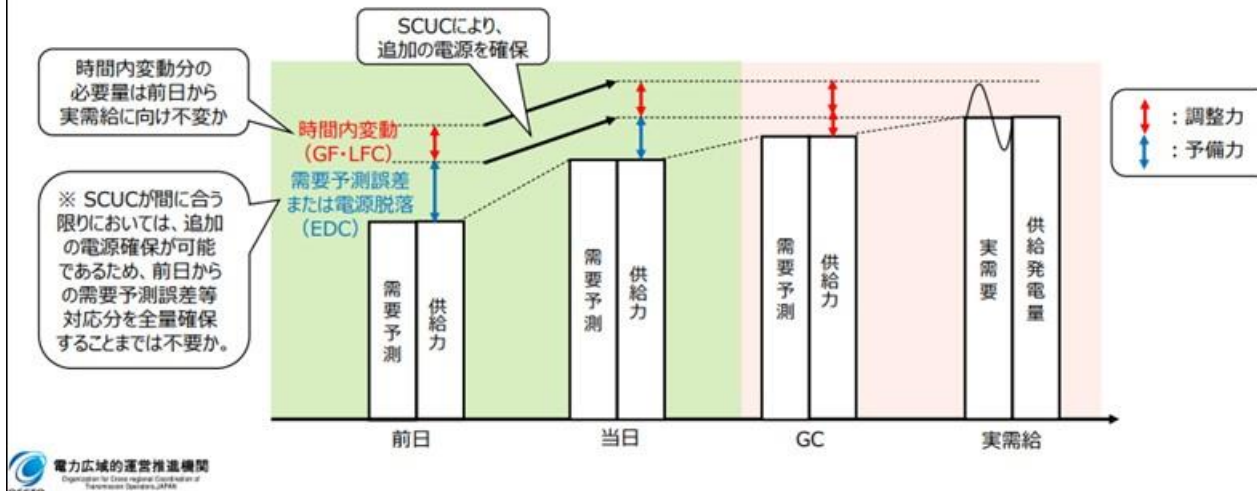 SCUCにより、
追加の電源を確保
時間内変動分の
必要量は前日から
実需給に向け不変か
時間内変動
（GF・LFC）
需要予測誤差
または電源脱落
（EDC）
※ SCUCが間に合う
限りにおいては、追加
の電源確保が可能
であるため、前日から
の需要予測誤差等
対応分を全量確保
することまでは不要か。
：調整力
：予備力
需要予測
供給力
需要予測
供給力
需要予測
供給力
実需要
供給発電量
前日
当日
GC
実需給
電力広域的運営推進機関
Organization for Cross-regional Coordination of
Transmission Operators, JAPAN